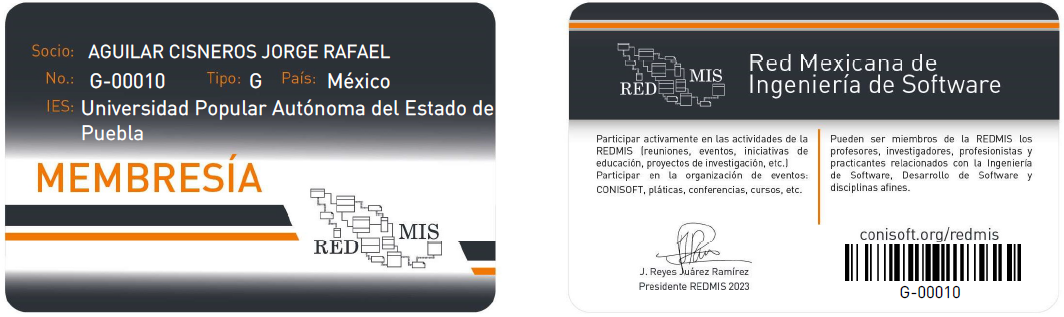 Socio: AGUILAR CISNEROS JORGE RAFAEL
No.: G-00010 Tipo: G País: México
IES: Universidad Popular Autónoma del Estado de
Puebla
MEMBRESÍA
RED MIS
RED MIS
Red Mexicana de
Ingeniería de Software
Participar activamente en las actividades de la
REDMIS (reuniones, eventos, iniciativas de
educación, proyectos de investigación, etc.)
Participar en la organización de eventos:
CONISOFT, pláticas, conferencias, cursos, etc.
Pueden ser miembros de la REDMIS los
profesores, investigadores, profesionistas y
practicantes relacionados con la Ingeniería
de Software, Desarrollo de Software y
disciplinas afines.
J. Reyes Juárez Ramírez
Presidente REDMIS 2023
conisoft.org/redmis
G-00010